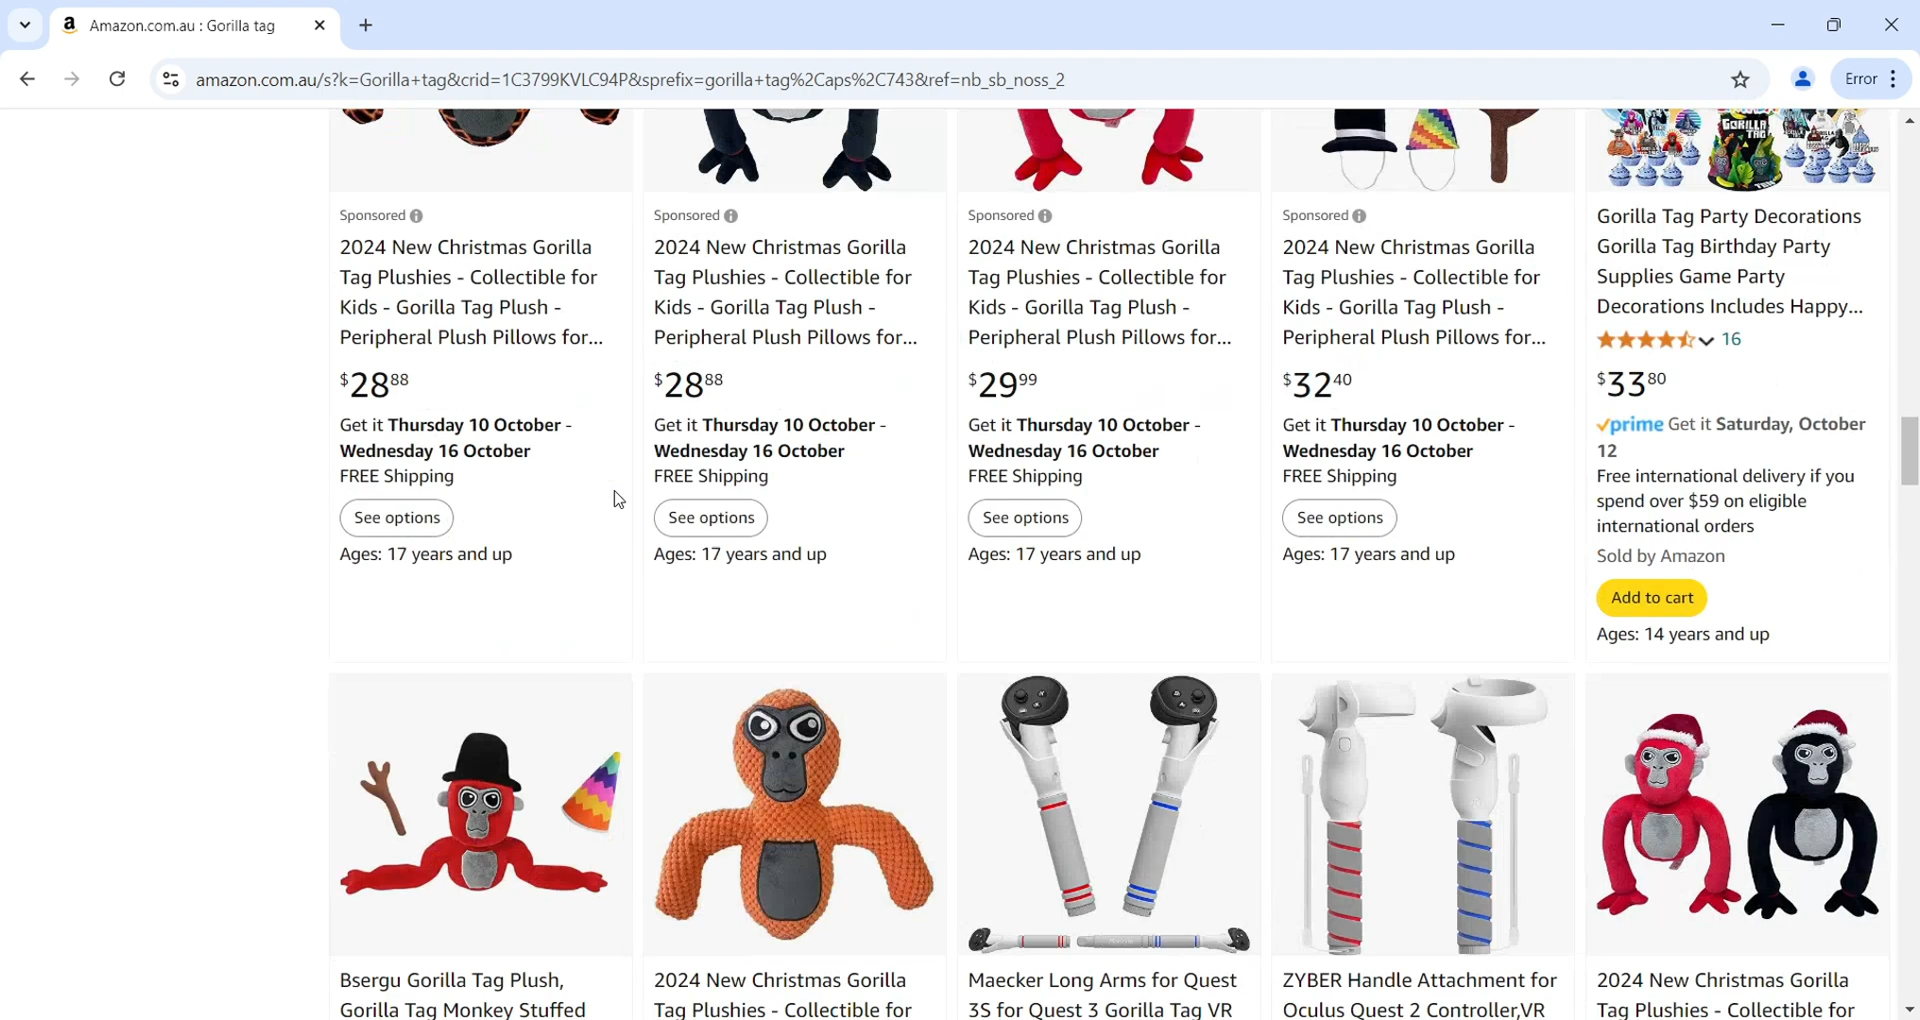 Amazon.com.au : Gorilla tag
amazon.com.au/s?k=Gorilla+tag&crid=1C3799KVLC94P&sprefix=gorilla+tag%2Caps%2C743&ref=nb_sb_noss_2
Error
Sponsored
2024 New Christmas Gorilla
Tag Plushies - Collectible for
Kids - Gorilla Tag Plush -
Peripheral Plush Pillows for...
$28 88
Get it Thursday 10 October -
Wednesday 16 October
FREE Shipping
See options
Ages: 17 years and up
Sponsored
2024 New Christmas Gorilla
Tag Plushies - Collectible for
Kids - Gorilla Tag Plush -
Peripheral Plush Pillows for...
$28 88
Get it Thursday 10 October -
Wednesday 16 October
FREE Shipping
See options
Ages: 17 years and up
Sponsored
2024 New Christmas Gorilla
Tag Plushies - Collectible for
Kids - Gorilla Tag Plush -
Peripheral Plush Pillows for...
$29 99
Get it Thursday 10 October -
Wednesday 16 October
FREE Shipping
See options
Ages: 17 years and up
Sponsored
2024 New Christmas Gorilla
Tag Plushies - Collectible for
Kids - Gorilla Tag Plush -
Peripheral Plush Pillows for...
$32 40
Get it Thursday 10 October -
Wednesday 16 October
FREE Shipping
See options
Ages: 17 years and up
GORILLA
Gorilla Tag Party Decorations
Gorilla Tag Birthday Party
Supplies Game Party
Decorations Includes Happy...
16
$33 80
prime Get it Saturday, October
12
Free international delivery if you
spend over $59 on eligible
international orders
Sold by Amazon
Add to cart
Ages: 14 years and up
Bsergu Gorilla Tag Plush,
Gorilla Tag Monkey Stuffed
2024 New Christmas Gorilla
Tag Plushies - Collectible for
Maecker Long Arms for Quest
3S for Quest 3 Gorilla Tag VR
ZYBER Handle Attachment for
Oculus Quest 2 Controller,VR
2024 New Christmas Gorilla
Tag Plushies - Collectible for